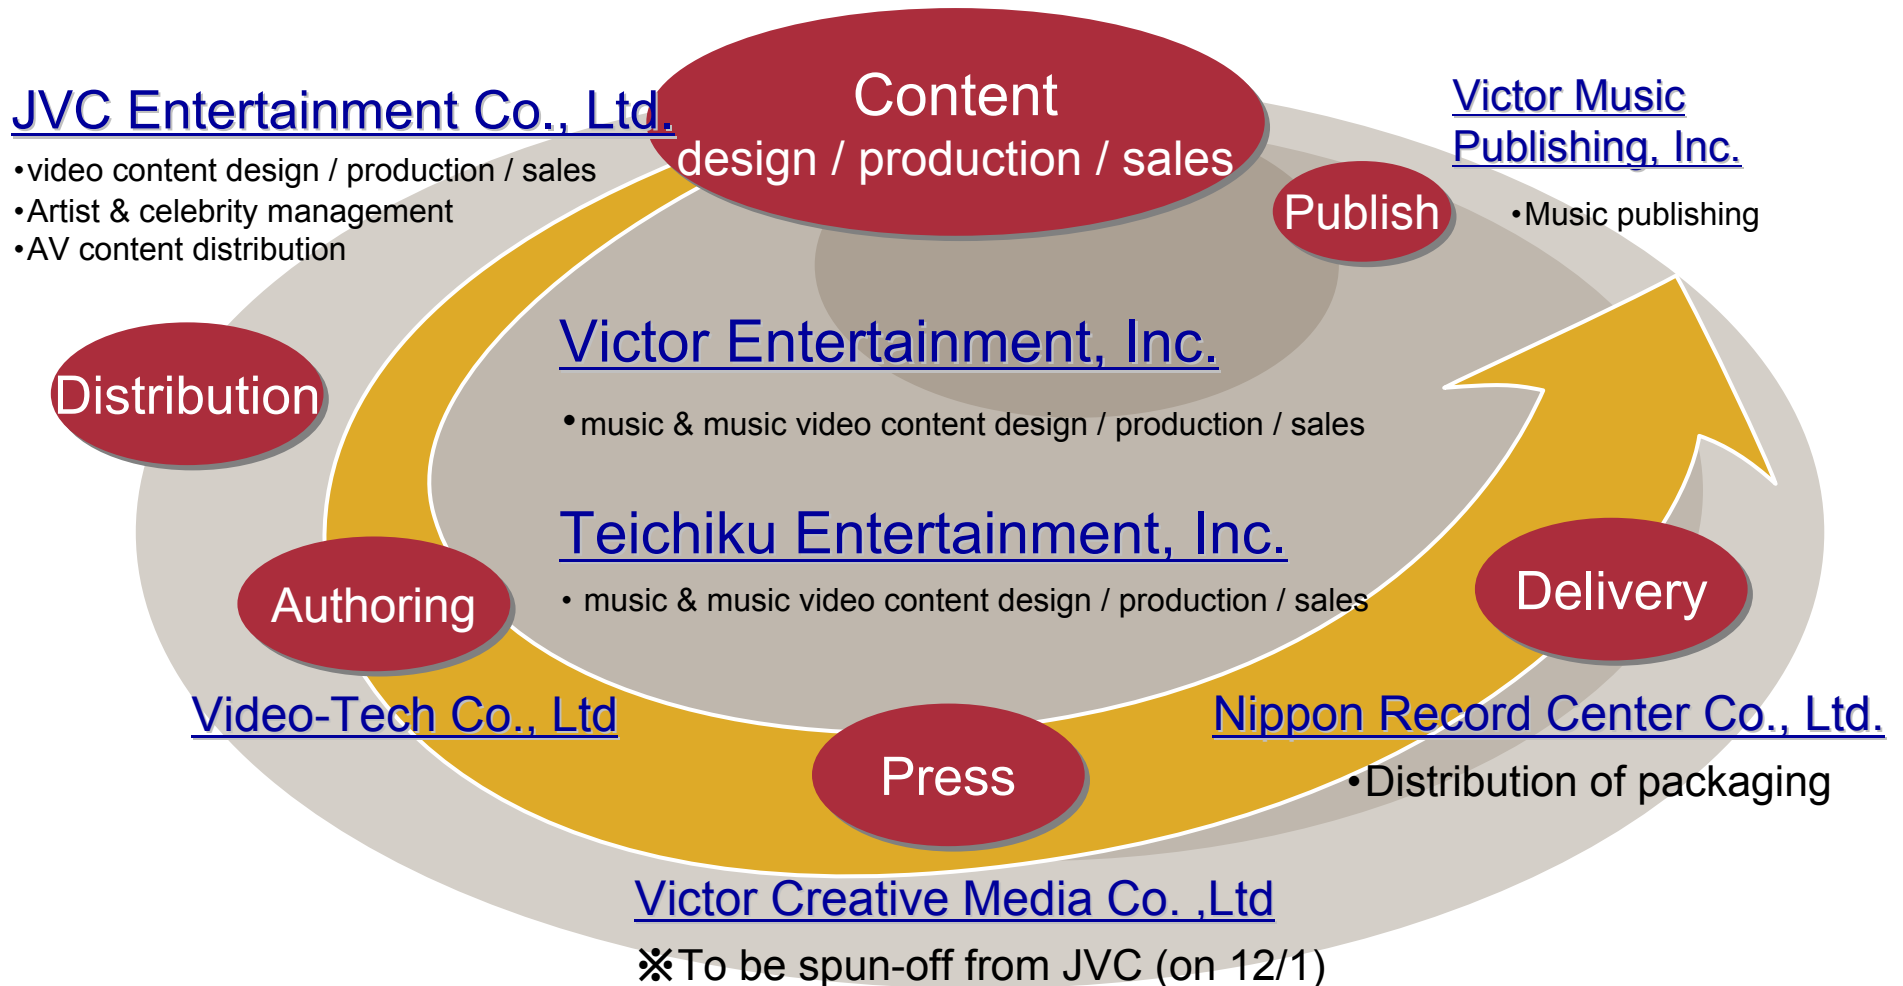 Content
design / production / sales
JVC Entertainment Co., Ltd.
•video content design / production / sales
•Artist & celebrity management
•AV content distribution
Victor Music
Publishing, Inc.
Publish
•Music publishing
Distribution
Victor Entertainment, Inc.
•music & music video content design / production / sales
Teichiku Entertainment, Inc.
• music & music video content design / production / sales
Authoring
Delivery
Video-Tech Co., Ltd
Nippon Record Center Co., Ltd.
•Distribution of packaging
Press
Victor Creative Media Co. ,Ltd
※To be spun-off from JVC (on 12/1)